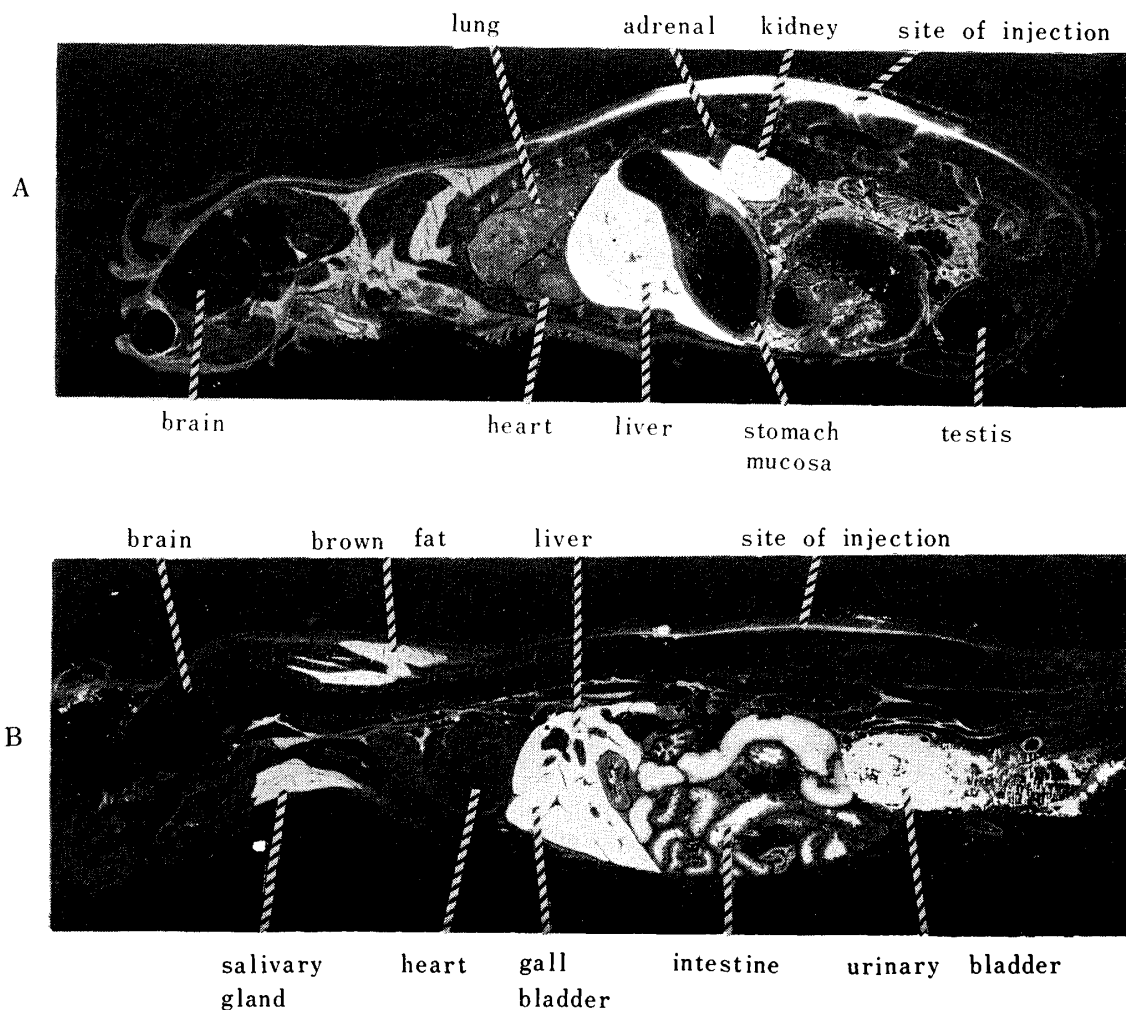 lung adrenal kidney site of injection
A
brain heart liver stomach testis
mucosa
brain brown fat liver site of injection
B
salivary heart gall intestine urinary bladder
gland bladder